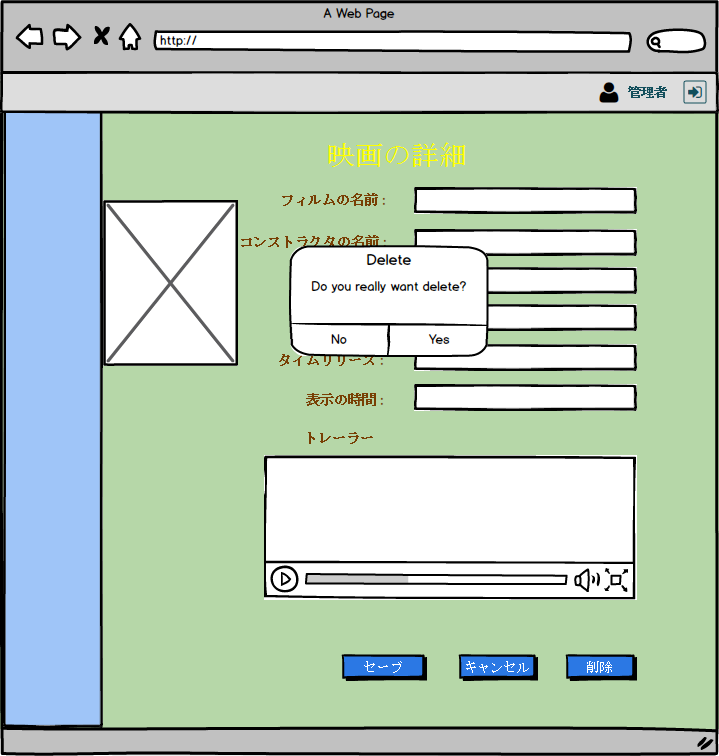 A Web Page
http://
管理者
映画の詳細
フィルムの名前 :
コンストラクタの名前 :
Delete
Do you really want delete?
No Yes
タイムリリース :
表示の時間 :
トレーラー
セーブ キャンセル 削除